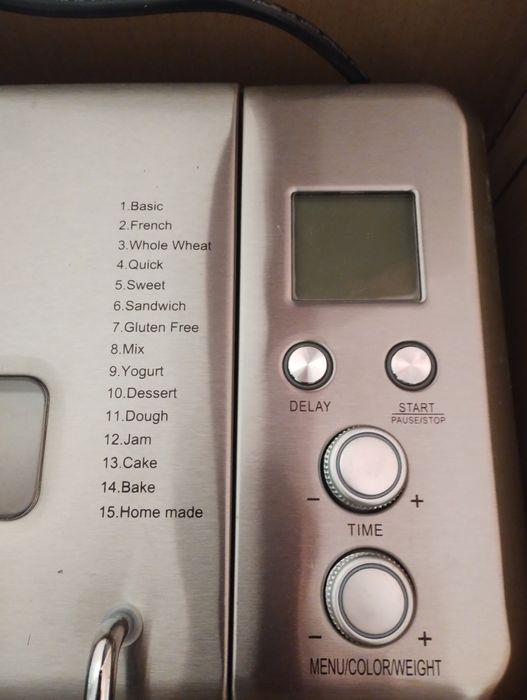 1.Basic
2.French
3.Whole Wheat
4.Quick
5.Sweet
6.Sandwich
7.Gluten Free
8.Mix
9.Yogurt
10.Dessert
11.Dough
12.Jam
13.Cake
14.Bake
15.Home made
DELAY
START
PAUSE/STOP
- +
TIME
- +
MENU/COLOR/WEIGHT